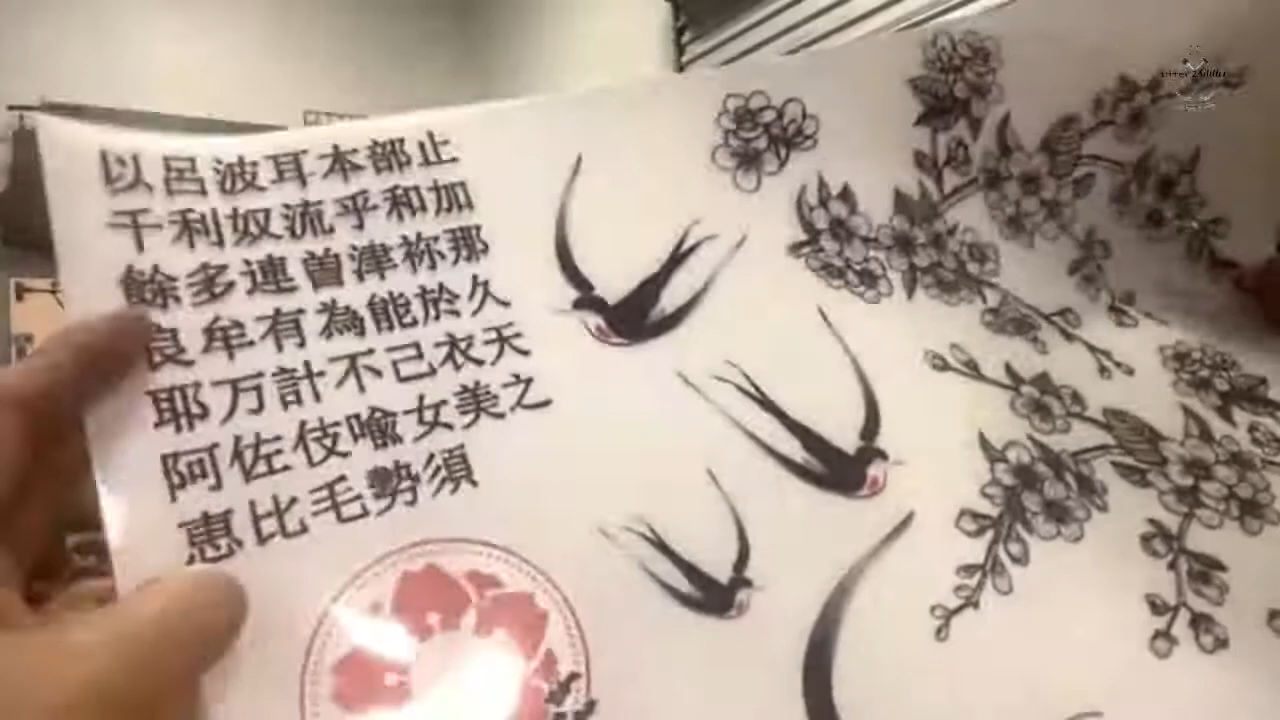 以呂波耳本部止
千利奴流乎和加
餘多連曽津祢那
良牟有為能於久
耶万計不己衣天
阿佐伎喩女美之
恵比毛勢須